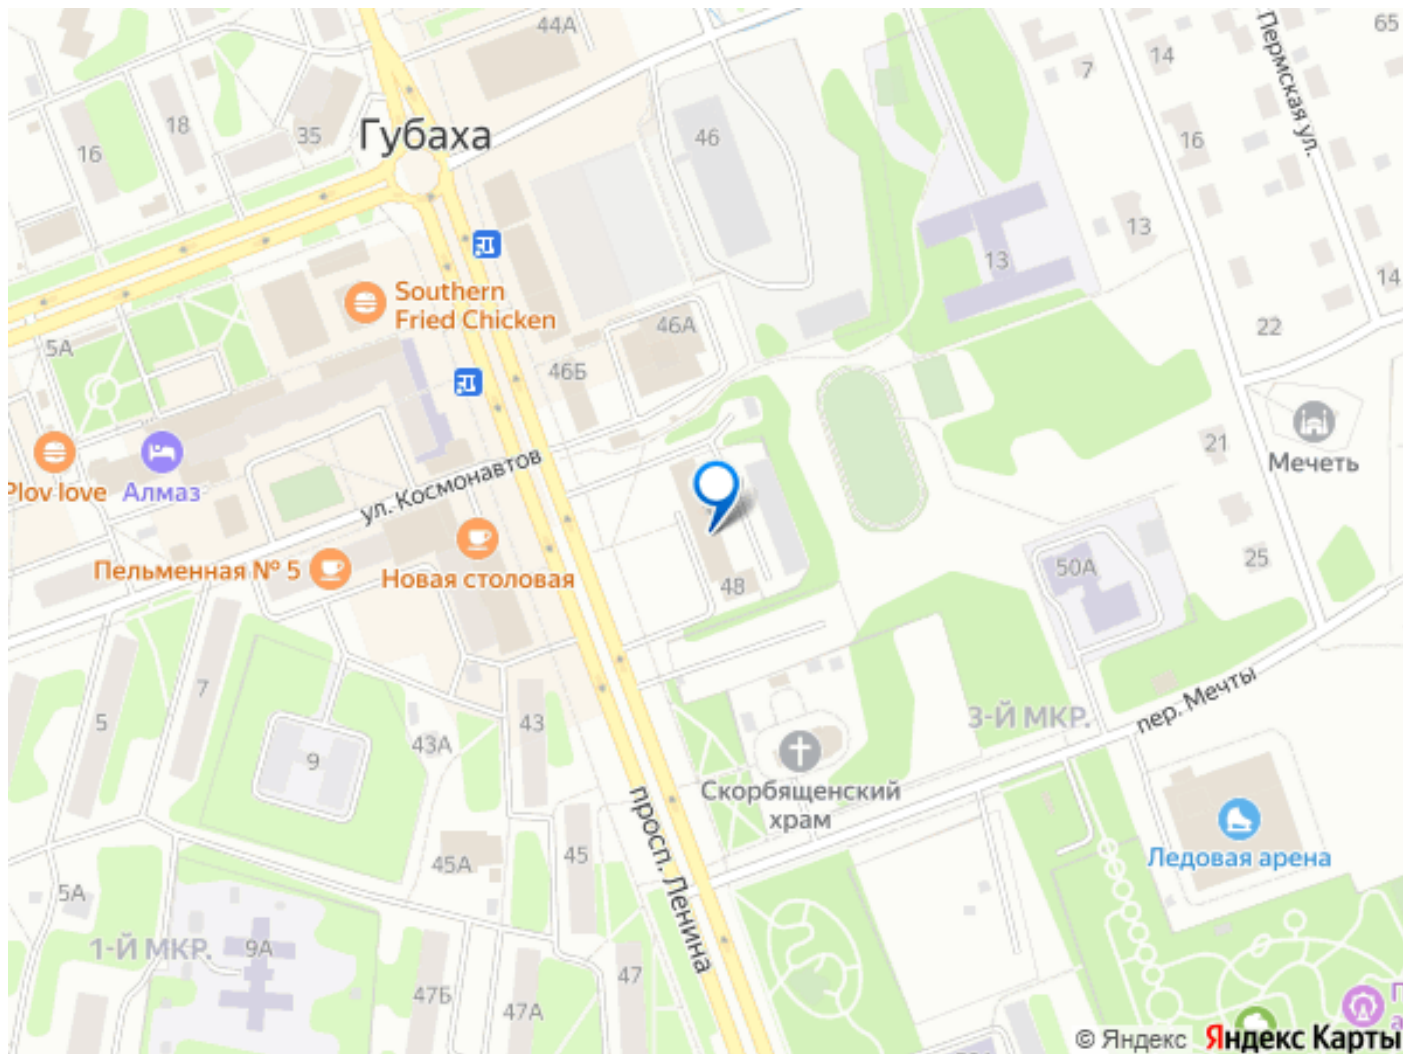 44А
65
Пермская ул.
14
7
18
35
Губаха
46
16
16
13
13
14
Southern
Fried Chicken
46А
22
5А
46Б
21
Мечеть
Plov love
Алмаз
ул. Космонавтов
Пельменная № 5
Новая столовая
48
50А
25
7
5
43
43А
9
3-Й МКР.
пер. Мечты
Скорбященский
храм
просп. Ленина
45А
45
Ледовая арена
5А
1-Й МКР.
9А
47Б
47А
47
© Яндекс Яндекс Карты